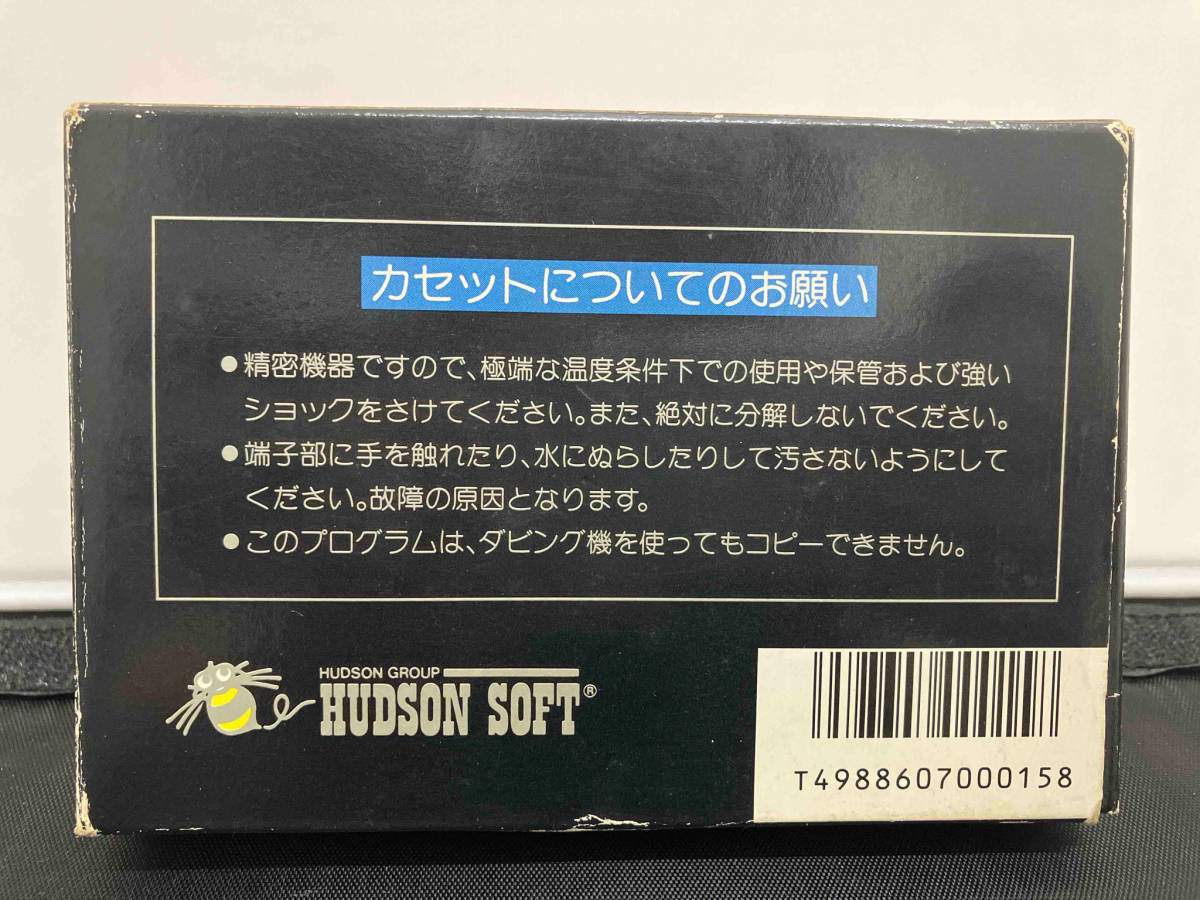 カセットについてのお願い
●精密機器ですので、極端な温度条件下での使用や保管および強い
ショックをさけてください。また、絶対に分解しないでください。
●端子部に手を触れたり、水にぬらしたりして汚さないようにして
ください。故障の原因となります。
●このプログラムは、ダビング機を使ってもコピーできません。
HUDSON GROUP
HUDSON SOFT®
T4988607000158